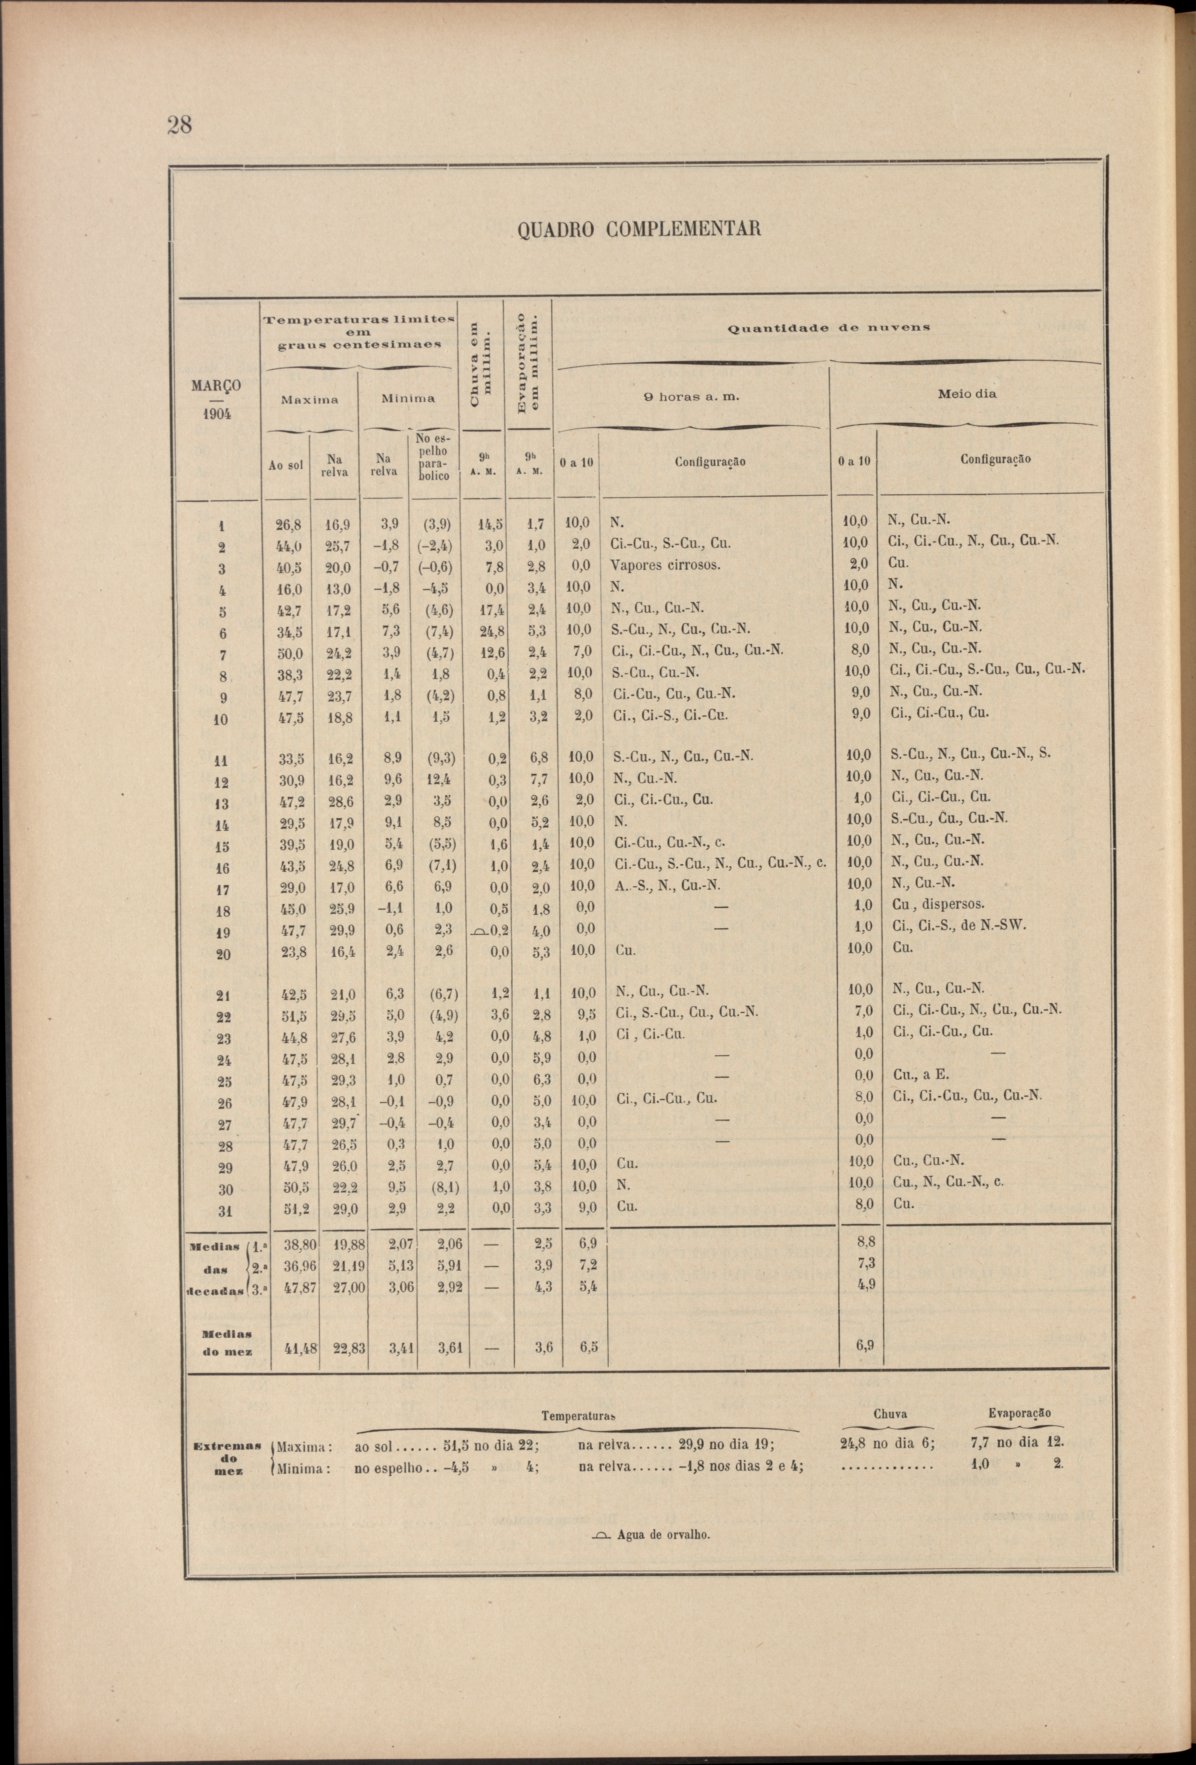 28
QUADRO COMPLEMENTAR
MARÇO
—
1904
Temperaturas limites
em
graus centesimaes
Chuva em
millim.
Evaporação
em millim.
Quantidade de nuvens
Maxima
Minima
9 horas a. m.
Meio dia
Ao sol
Na
relva
Na
relva
No es-
pelho
para-
bolico
9h
A. M.
9h
A. M.
0 a 10
Configuração
0 a 10
Configuração
1 26,8 16,9 3,9 (3,9) 14,5 1,7 10,0 N. 10,0 N., Cu.-N.
2 44,0 25,7 –1,8 (–2,4) 3,0 1,0 2,0 Ci.-Cu., S.-Cu., Cu. 10,0 Ci., Ci.-Cu., N., Cu., Cu.-N.
3 40,5 20,0 –0,7 (–0,6) 7,8 2,8 0,0 Vapores cirrosos. 2,0 Cu.
4 16,0 13,0 –1,8 –4,5 0,0 3,4 10,0 N. 10,0 N.
5 42,7 17,2 5,6 (4,6) 17,4 2,4 10,0 N., Cu., Cu.-N. 10,0 N., Cu., Cu.-N.
6 34,5 17,1 7,3 (7,4) 24,8 5,3 10,0 S.-Cu., N., Cu., Cu.-N. 10,0 N., Cu., Cu.-N.
7 50,0 24,2 3,9 (4,7) 12,6 2,4 7,0 Ci., Ci.-Cu., N., Cu., Cu.-N. 8,0 N., Cu., Cu.-N.
8 38,3 22,2 1,4 1,8 0,4 2,2 10,0 S.-Cu., Cu.-N. 10,0 Ci., Ci.-Cu., S.-Cu., Cu., Cu.-N.
9 47,7 23,7 1,8 (4,2) 0,8 1,1 8,0 Ci.-Cu., Cu., Cu.-N. 9,0 N., Cu., Cu.-N.
10 47,5 18,8 1,1 1,5 1,2 3,2 2,0 Ci., Ci.-S., Ci.-Cu. 9,0 Ci., Ci.-Cu., Cu.
11 33,5 16,2 8,9 (9,3) 0,2 6,8 10,0 S.-Cu., N., Cu., Cu.-N. 10,0 S.-Cu., N., Cu., Cu.-N., S.
12 30,9 16,2 9,6 12,4 0,3 7,7 10,0 N., Cu.-N. 10,0 N., Cu., Cu.-N.
13 47,2 28,6 2,9 3,5 0,0 2,6 2,0 Ci., Ci.-Cu., Cu. 1,0 Ci., Ci.-Cu., Cu.
14 29,5 17,9 9,1 8,5 0,0 5,2 10,0 N. 10,0 S.-Cu., Cu., Cu.-N.
15 39,5 19,0 5,4 (5,5) 1,6 1,4 10,0 Ci.-Cu., Cu.-N., c. 10,0 N., Cu., Cu.-N.
16 43,5 24,8 6,9 (7,1) 1,0 2,4 10,0 Ci.-Cu., S.-Cu., N., Cu., Cu.-N., c. 10,0 N., Cu., Cu.-N.
17 29,0 17,0 6,6 6,9 0,0 2,0 10,0 A..-S., N., Cu.-N. 10,0 N., Cu.-N.
18 45,0 25,9 –1,1 1,0 0,5 1,8 0,0 — 1,0 Cu, dispersos.
19 47,7 29,9 0,6 2,3 ⌓0,2 4,0 0,0 — 1,0 Ci., Ci.-S., de N.-SW.
20 23,8 16,4 2,4 2,6 0,0 5,3 10,0 Cu. 10,0 Cu.
21 42,5 21,0 6,3 (6,7) 1,2 1,1 10,0 N., Cu., Cu.-N. 10,0 N., Cu., Cu.-N.
22 51,5 29,5 5,0 (4,9) 3,6 2,8 9,5 Ci., S.-Cu., Cu., Cu.-N. 7,0 Ci., Ci.-Cu., N., Cu., Cu.-N.
23 44,8 27,6 3,9 4,2 0,0 4,8 1,0 Ci , Ci.-Cu. 1,0 Ci., Ci.-Cu., Cu.
24 47,5 28,1 2,8 2,9 0,0 5,9 0,0 — 0,0 —
25 47,5 29,3 1,0 0,7 0,0 6,3 0,0 — 0,0 Cu., a E.
26 47,9 28,1 –0,1 –0,9 0,0 5,0 10,0 Ci., Ci.-Cu., Cu. 8,0 Ci., Ci.-Cu., Cu., Cu.-N.
27 47,7 29,7 –0,4 –0,4 0,0 3,4 0,0 — 0,0 —
28 47,7 26,5 0,3 1,0 0,0 5,0 0,0 — 0,0 —
29 47,9 26,0 2,5 2,7 0,0 5,4 10,0 Cu. 10,0 Cu., Cu.-N.
30 50,5 22,2 9,5 (8,1) 1,0 3,8 10,0 N. 10,0 Cu., N., Cu.-N., c.
31 51,2 29,0 2,9 2,2 0,0 3,3 9,0 Cu. 8,0 Cu.
Medias 1.ª 38,80 19,88 2,07 2,06 — 2,5 6,9 8,8
das 2.ª 36,96 21,19 5,13 5,91 — 3,9 7,2 7,3
decadas 3.ª 47,87 27,00 3,06 2,92 — 4,3 5,4 4,9
Medias
do mez 41,48 22,83 3,41 3,61 — 3,6 6,5 6,9
Temperaturas Chuva Evaporação
Extremas
do
mez
Maxima: ao sol...... 51,5 no dia 22; na relva...... 29,9 no dia 19; 24,8 no dia 6; 7,7 no dia 12.
Minima: no espelho.. –4,5 » 4; na relva...... –1,8 nos dias 2 e 4; ............. 1,0 » 2.
⌓ Agua de orvalho.